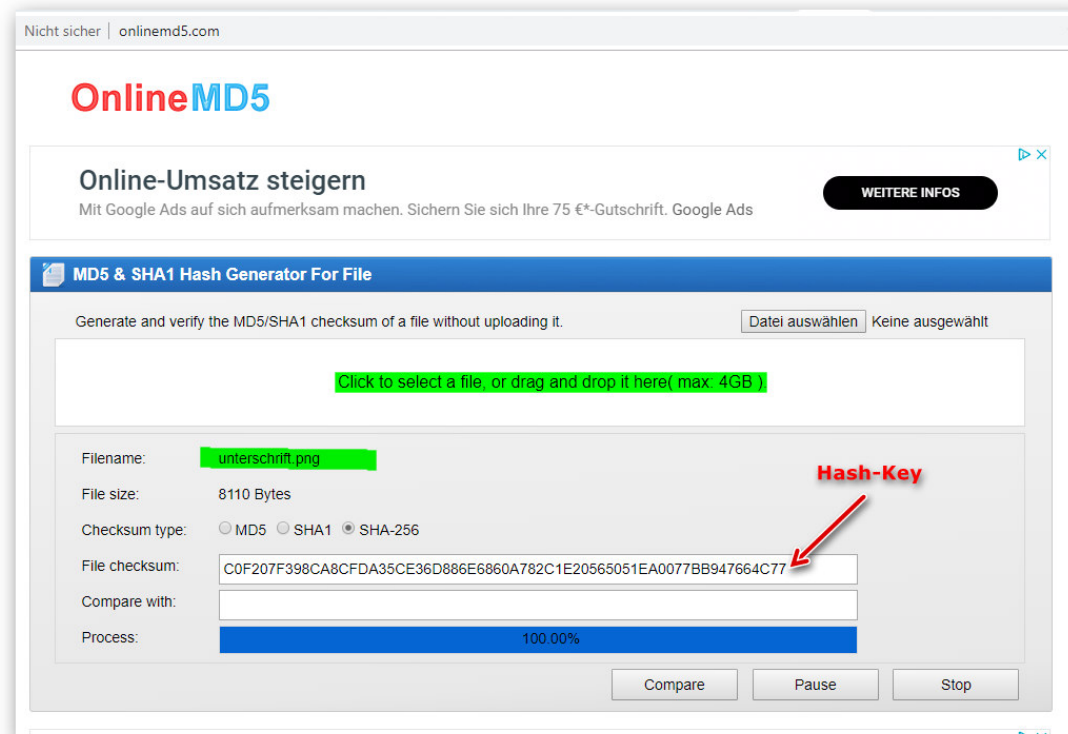 Nicht sicher | onlinemd5.com
OnlineMD5
Online-Umsatz steigern
Mit Google Ads auf sich aufmerksam machen. Sichern Sie sich Ihre 75 €*-Gutschrift. Google Ads
WEITERE INFOS
MD5 & SHA1 Hash Generator For File
Generate and verify the MD5/SHA1 checksum of a file without uploading it.
Datei auswählen Keine ausgewählt
Click to select a file, or drag and drop it here( max: 4GB )
Filename: unterschrift.png
Hash-Key
File size: 8110 Bytes
Checksum type: MD5 SHA1 SHA-256
File checksum: C0F207F398CA8CFDA35CE36D886E6860A782C1E20565051EA0077BB947664C77
Compare with:
Process: 100.00%
Compare Pause Stop